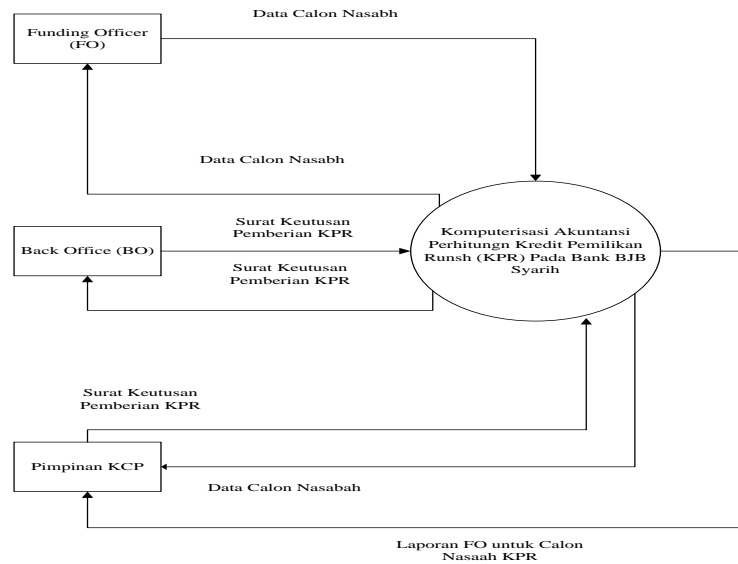 Data Calon Nasabh
Funding Officer
(FO)
Data Calon Nasabh
Surat Keutusan
Pemberian KPR
Back Office (BO)
Surat Keutusan
Pemberian KPR
Komputerisasi Akuntansi
Perhitungn Kredit Pemilikan
Runsh (KPR) Pada Bank BJB
Syarih
Surat Keutusan
Pemberian KPR
Pimpinan KCP
Data Calon Nasabah
Laporan FO untuk Calon
Nasaah KPR